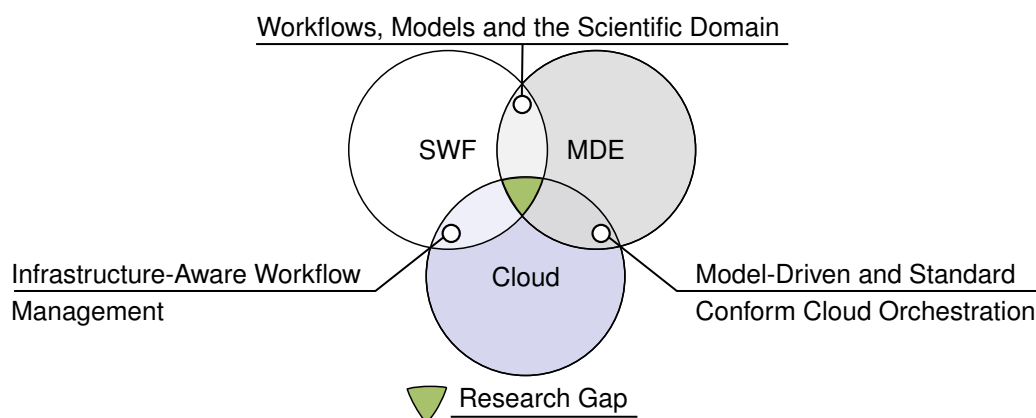 Workflows, Models and the Scientific Domain
SWF
MDE
Infrastructure-Aware Workflow
Management
Cloud
Model-Driven and Standard
Conform Cloud Orchestration
Research Gap